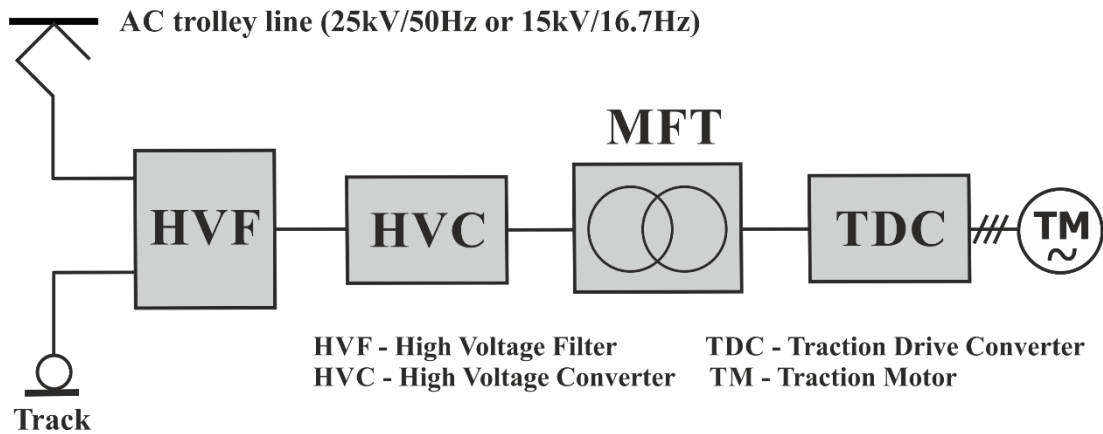 AC trolley line (25kV/50Hz or 15kV/16.7Hz)
MFT
HVF
HVC
TDC
TM
~
HVF - High Voltage Filter
TDC - Traction Drive Converter
HVC - High Voltage Converter
TM - Traction Motor
Track